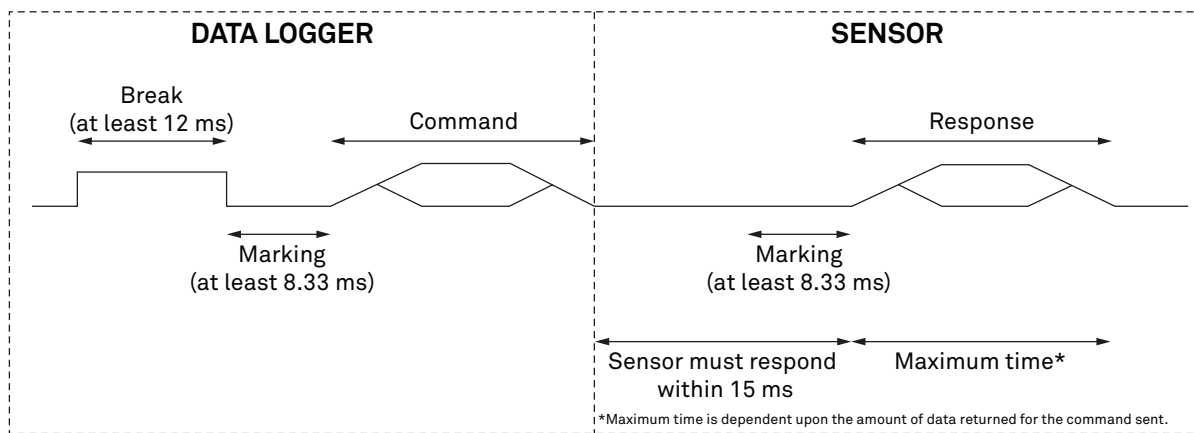 DATA LOGGER
SENSOR
Break
(at least 12 ms)
Command
Response
Marking
(at least 8.33 ms)
Marking
(at least 8.33 ms)
Sensor must respond
within 15 ms
Maximum time*
*Maximum time is dependent upon the amount of data returned for the command sent.